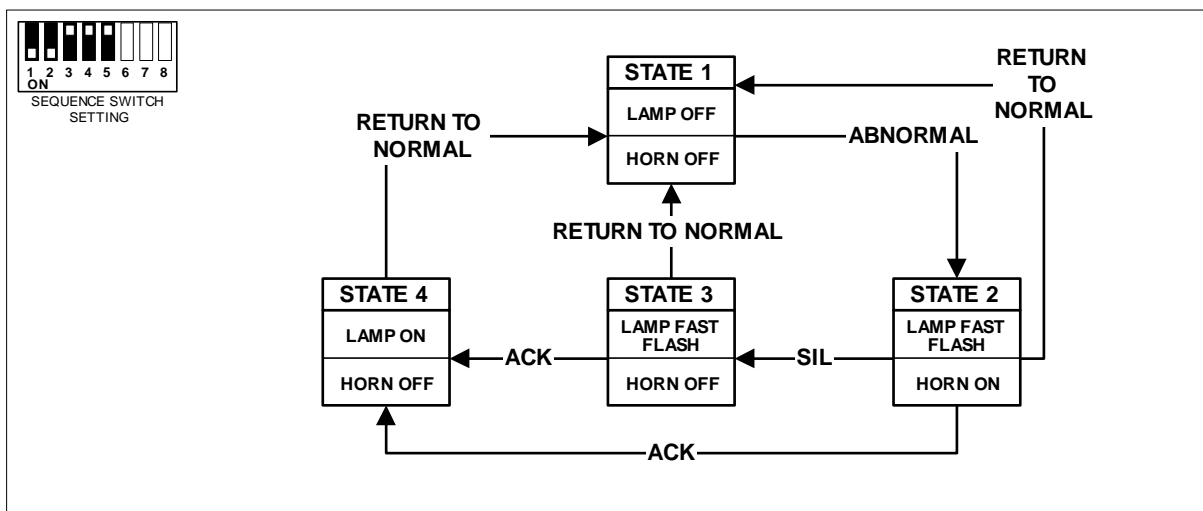 1 2 3 4 5 6 7 8
ON
SEQUENCE SWITCH
SETTING
STATE 1
LAMP OFF
HORN OFF
RETURN
TO
NORMAL
RETURN TO
NORMAL
ABNORMAL
RETURN TO NORMAL
STATE 4
LAMP ON
HORN OFF
ACK
STATE 3
LAMP FAST
FLASH
HORN OFF
SIL
STATE 2
LAMP FAST
FLASH
HORN ON
ACK